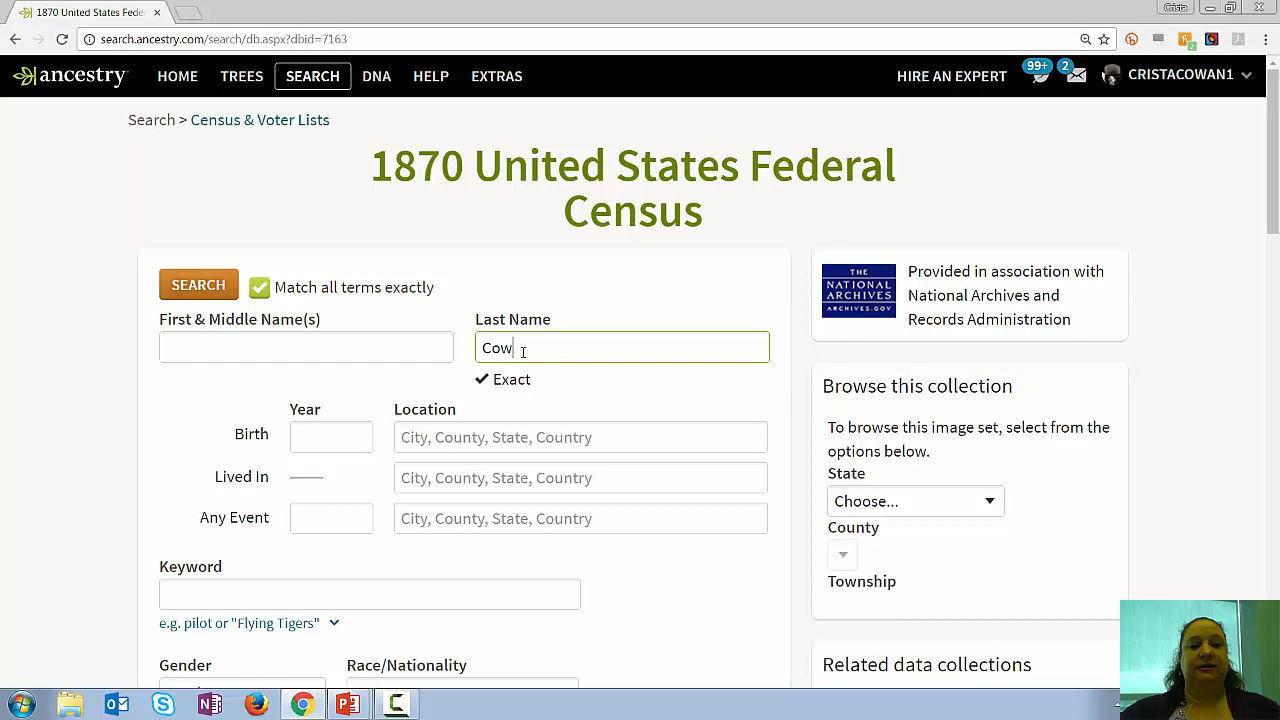 1870 United States Fede
Crista
search.ancestry.com/search/db.aspx?dbid=7163
2
ancestry
HOME
TREES
SEARCH
DNA
HELP
EXTRAS
HIRE AN EXPERT
99+
2
CRISTACOWAN1
Search > Census & Voter Lists
1870 United States Federal
Census
SEARCH
Match all terms exactly
First & Middle Name(s)
Last Name
Cow
Exact
Year
Location
Birth
City, County, State, Country
Lived In
City, County, State, Country
Any Event
City, County, State, Country
Keyword
e.g. pilot or "Flying Tigers"
Gender
Race/Nationality
THE
NATIONAL
ARCHIVES
ARCHIVES.GOV
Provided in association with
National Archives and
Records Administration
Browse this collection
To browse this image set, select from the
options below.
State
Choose...
County
Township
Related data collections